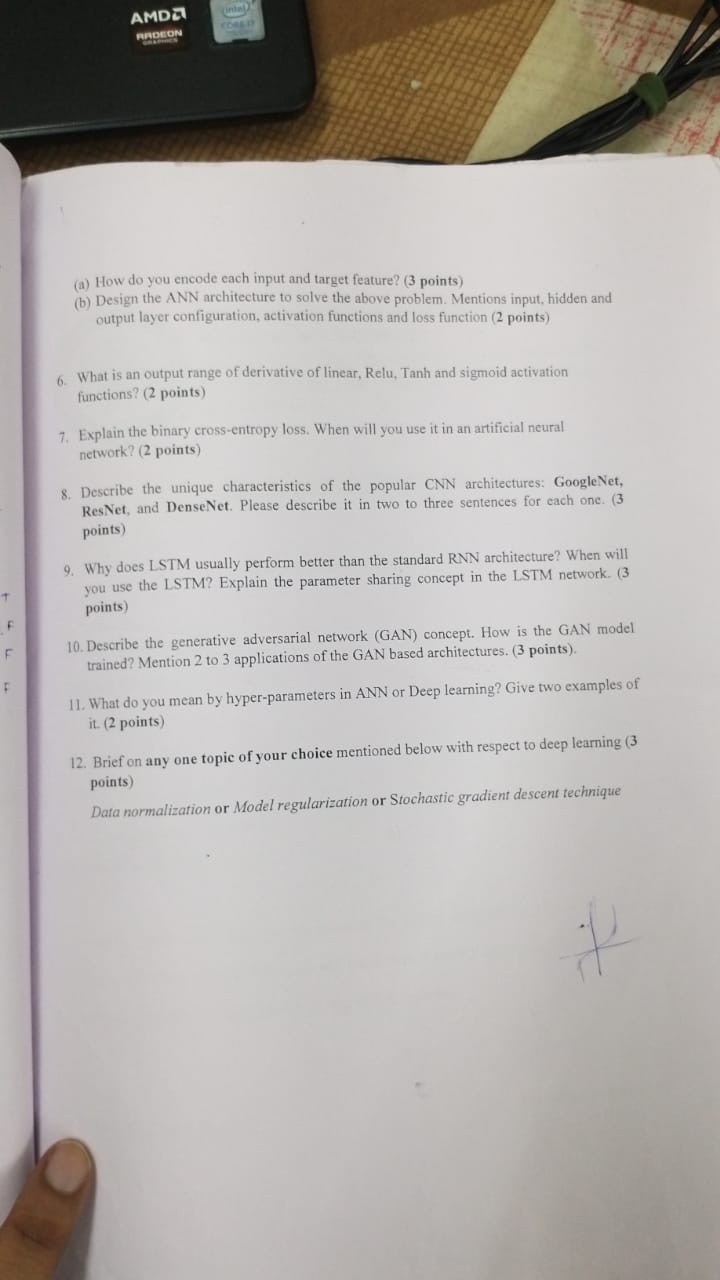 AMD
RADEON
GRAPHICS
intel
CORE i7
(a) How do you encode each input and target feature? (3 points)
(b) Design the ANN architecture to solve the above problem. Mentions input, hidden and
output layer configuration, activation functions and loss function (2 points)
6. What is an output range of derivative of linear, Relu, Tanh and sigmoid activation
functions? (2 points)
7. Explain the binary cross-entropy loss. When will you use it in an artificial neural
network? (2 points)
8. Describe the unique characteristics of the popular CNN architectures: GoogleNet,
ResNet, and DenseNet. Please describe it in two to three sentences for each one. (3
points)
9. Why does LSTM usually perform better than the standard RNN architecture? When will
you use the LSTM? Explain the parameter sharing concept in the LSTM network. (3
points)
10. Describe the generative adversarial network (GAN) concept. How is the GAN model
trained? Mention 2 to 3 applications of the GAN based architectures. (3 points).
11. What do you mean by hyper-parameters in ANN or Deep learning? Give two examples of
it. (2 points)
12. Brief on any one topic of your choice mentioned below with respect to deep learning (3
points)
Data normalization or Model regularization or Stochastic gradient descent technique
T
F
F
F